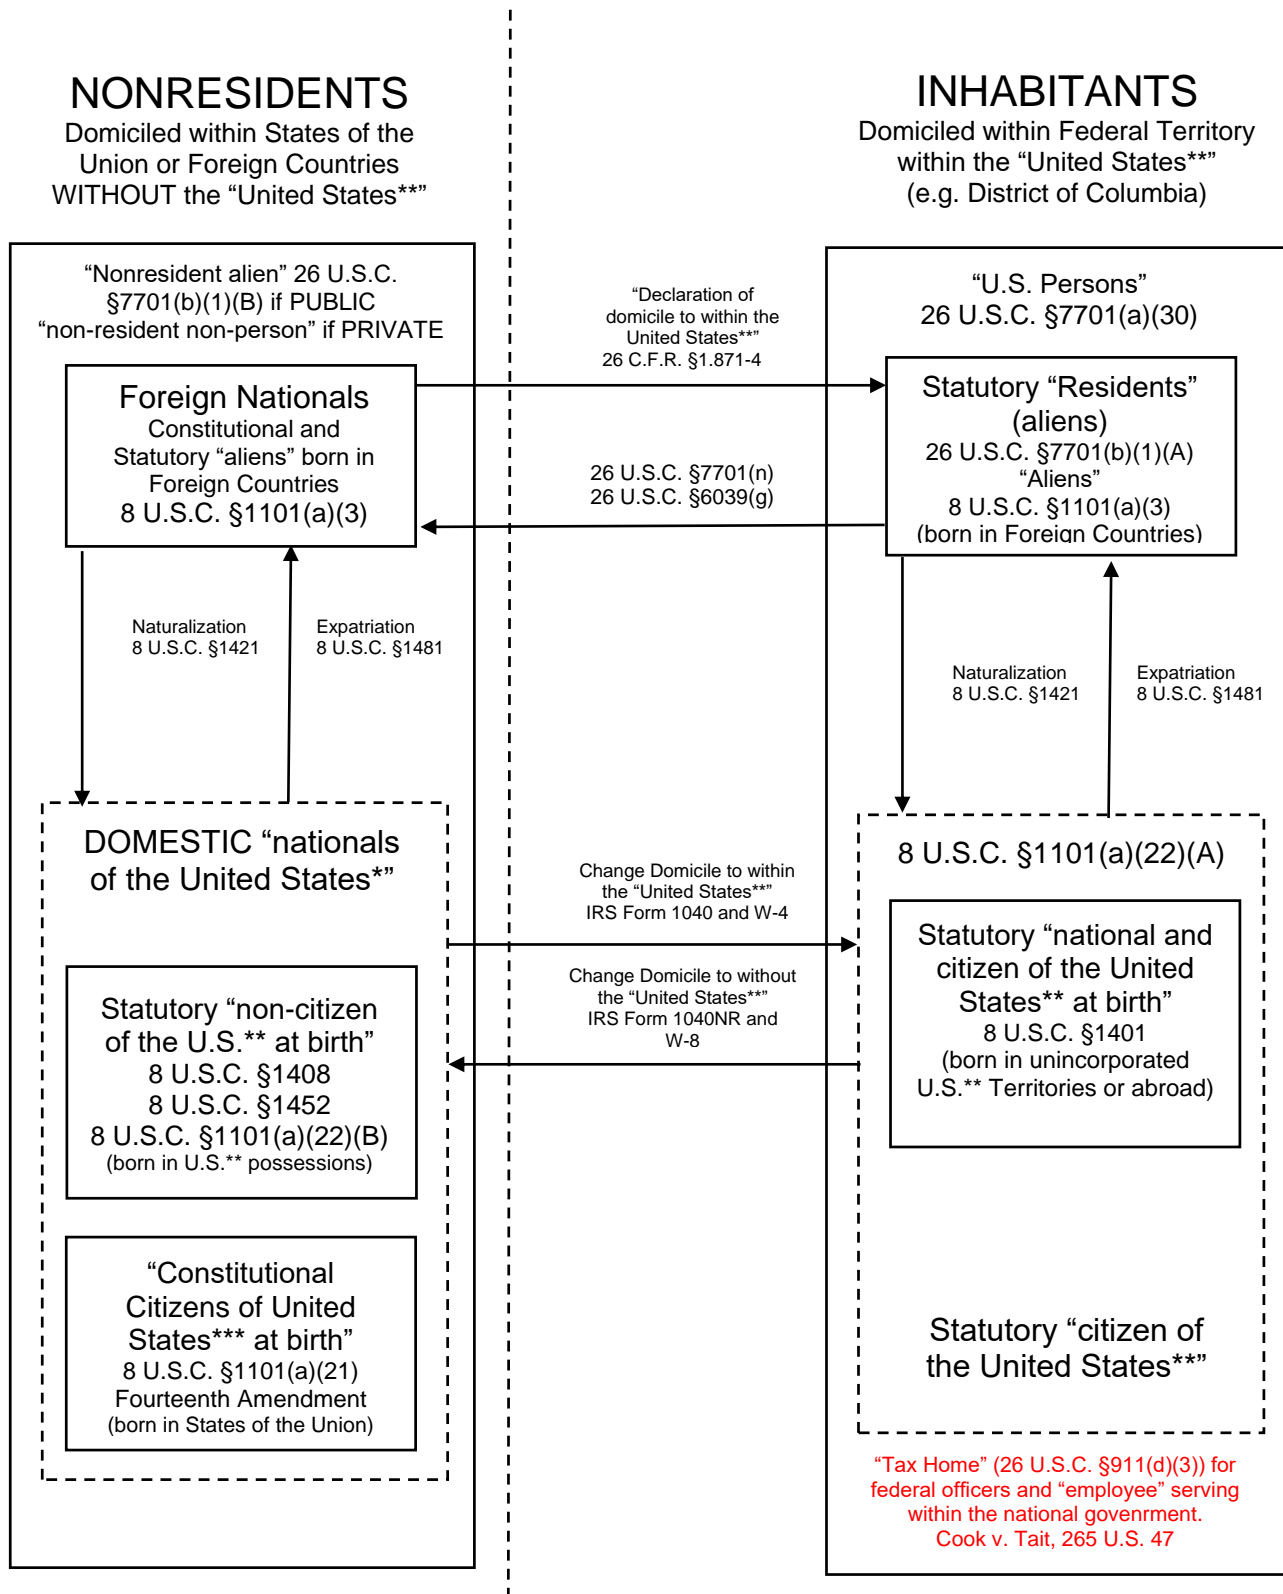 NONRESIDENTS
Domiciled within States of the
Union or Foreign Countries
WITHOUT the “United States**”
“Nonresident alien” 26 U.S.C.
§7701(b)(1)(B) if PUBLIC
“non-resident non-person” if PRIVATE
Foreign Nationals
Constitutional and
Statutory “aliens” born in
Foreign Countries
8 U.S.C. §1101(a)(3)
Naturalization
8 U.S.C. §1421
Expatriation
8 U.S.C. §1481
DOMESTIC “nationals
of the United States*”
Statutory “non-citizen
of the U.S.** at birth”
8 U.S.C. §1408
8 U.S.C. §1452
8 U.S.C. §1101(a)(22)(B)
(born in U.S.** possessions)
“Constitutional
Citizens of United
States*** at birth”
8 U.S.C. §1101(a)(21)
Fourteenth Amendment
(born in States of the Union)
“Declaration of
domicile to within the
United States**”
26 C.F.R. §1.871-4
26 U.S.C. §7701(n)
26 U.S.C. §6039(g)
Change Domicile to within
the “United States**”
IRS Form 1040 and W-4
Change Domicile to without
the “United States**”
IRS Form 1040NR and
W-8
INHABITANTS
Domiciled within Federal Territory
within the “United States**”
(e.g. District of Columbia)
“U.S. Persons”
26 U.S.C. §7701(a)(30)
Statutory “Residents”
(aliens)
26 U.S.C. §7701(b)(1)(A)
“Aliens”
8 U.S.C. §1101(a)(3)
(born in Foreign Countries)
Naturalization
8 U.S.C. §1421
Expatriation
8 U.S.C. §1481
8 U.S.C. §1101(a)(22)(A)
Statutory “national and
citizen of the United
States** at birth”
8 U.S.C. §1401
(born in unincorporated
U.S.** Territories or abroad)
Statutory “citizen of
the United States**”
“Tax Home” (26 U.S.C. §911(d)(3)) for
federal officers and “employee” serving
within the national govenrment.
Cook v. Tait, 265 U.S. 47